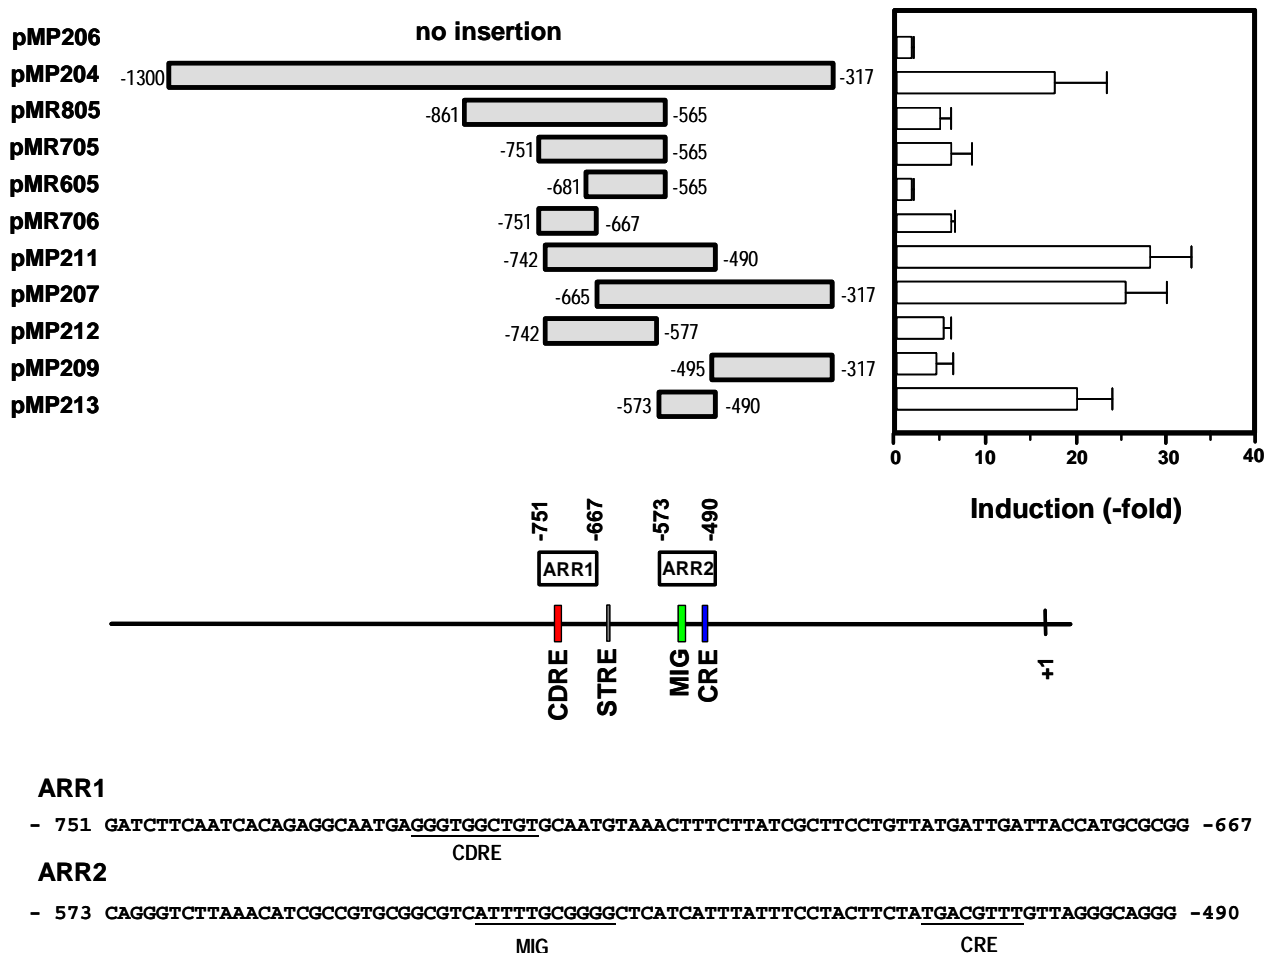 pMP206 no insertion
pMP204 -1300 -317
pMR805 -861 -565
pMR705 -751 -565
pMR605 -681 -565
pMR706 -751 -667
pMP211 -742 -490
pMP207 -665 -317
pMP212 -742 -577
pMP209 -495 -317
pMP213 -573 -490
0 10 20 30 40
Induction (-fold)
-751 -667 -573 -490
ARR1 ARR2
CDRE STRE MIG CRE +1
ARR1
- 751 GATCTTCAATCACAGAGGCAATGAGGGTGGCTGTGCAATGTAAACTTTCTTATCGCTTCCTGTTATGATTGATTACCATGCGCGG -667
CDRE
ARR2
- 573 CAGGGTCTTAAACATCGCCGTGCGGCGTCATTTTGCGGGGCTCATCATTTATTTCCTACTTCTATGACGTTTGTTAGGGCAGGG -490
MIG CRE